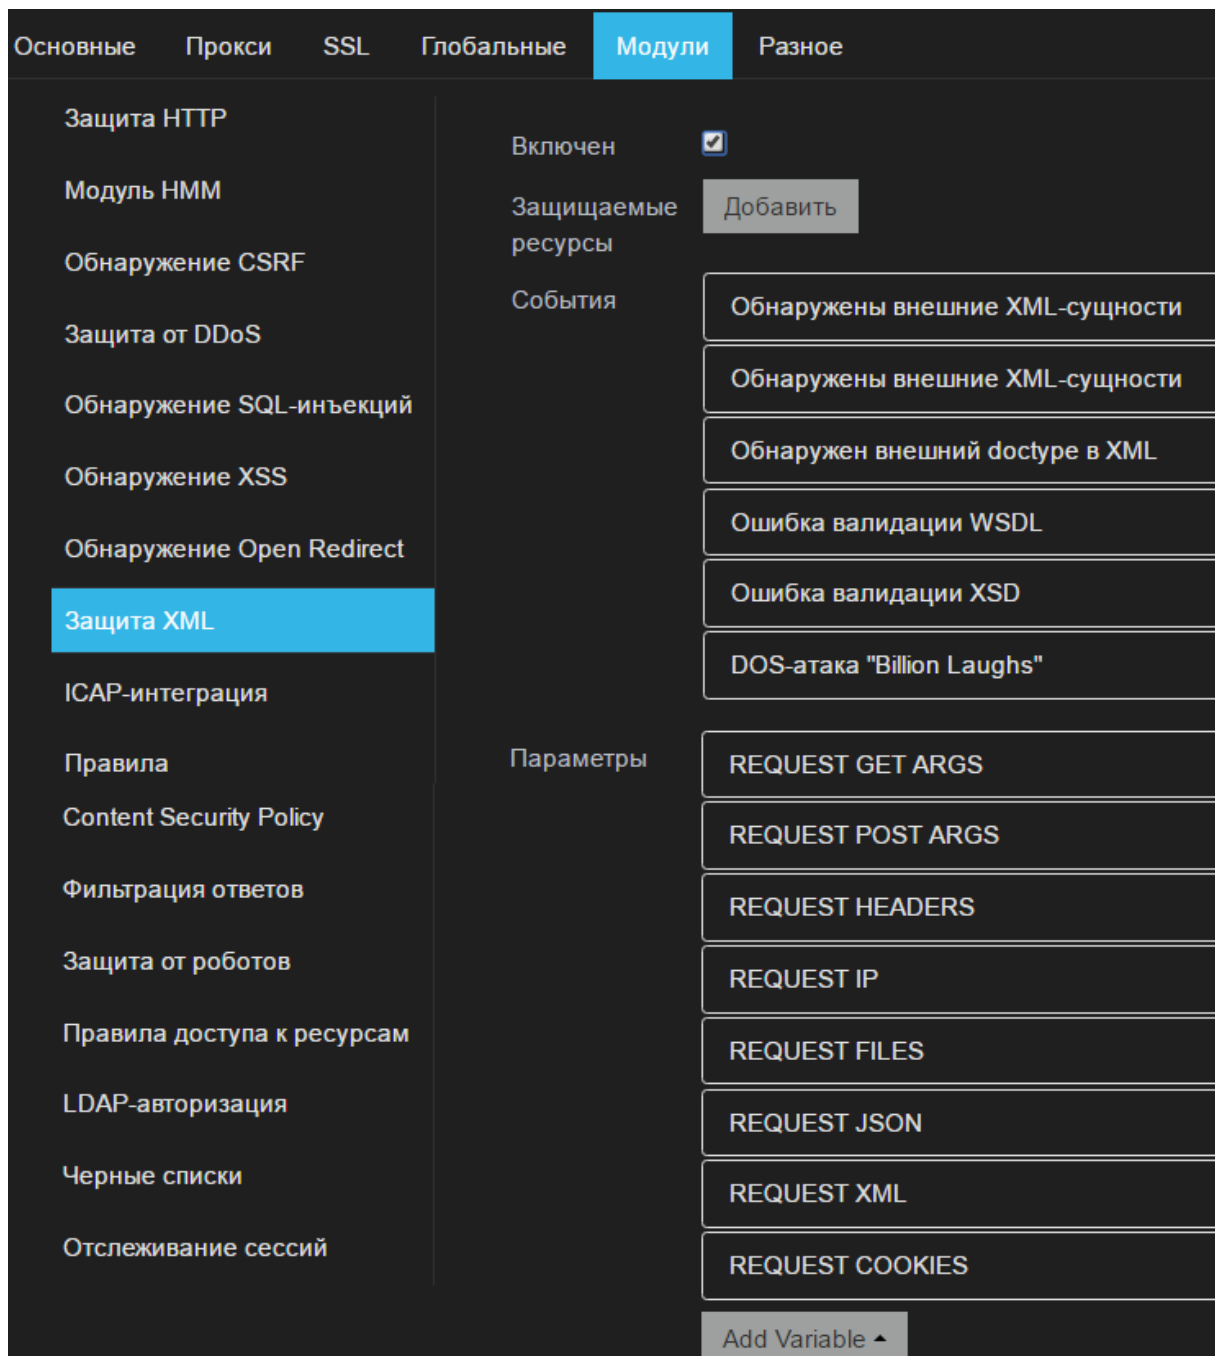 Основные Прокси SSL Глобальные Модули Разное
Защита HTTP
Модуль HMM
Обнаружение CSRF
Защита от DDoS
Обнаружение SQL-инъекций
Обнаружение XSS
Обнаружение Open Redirect
Защита XML
ICAP-интеграция
Правила
Content Security Policy
Фильтрация ответов
Защита от роботов
Правила доступа к ресурсам
LDAP-авторизация
Черные списки
Отслеживание сессий
Включен
Защищаемые
ресурсы
Добавить
События
Обнаружены внешние XML-сущности
Обнаружены внешние XML-сущности
Обнаружен внешний doctype в XML
Ошибка валидации WSDL
Ошибка валидации XSD
DOS-атака "Billion Laughs"
Параметры
REQUEST GET ARGS
REQUEST POST ARGS
REQUEST HEADERS
REQUEST IP
REQUEST FILES
REQUEST JSON
REQUEST XML
REQUEST COOKIES
Add Variable